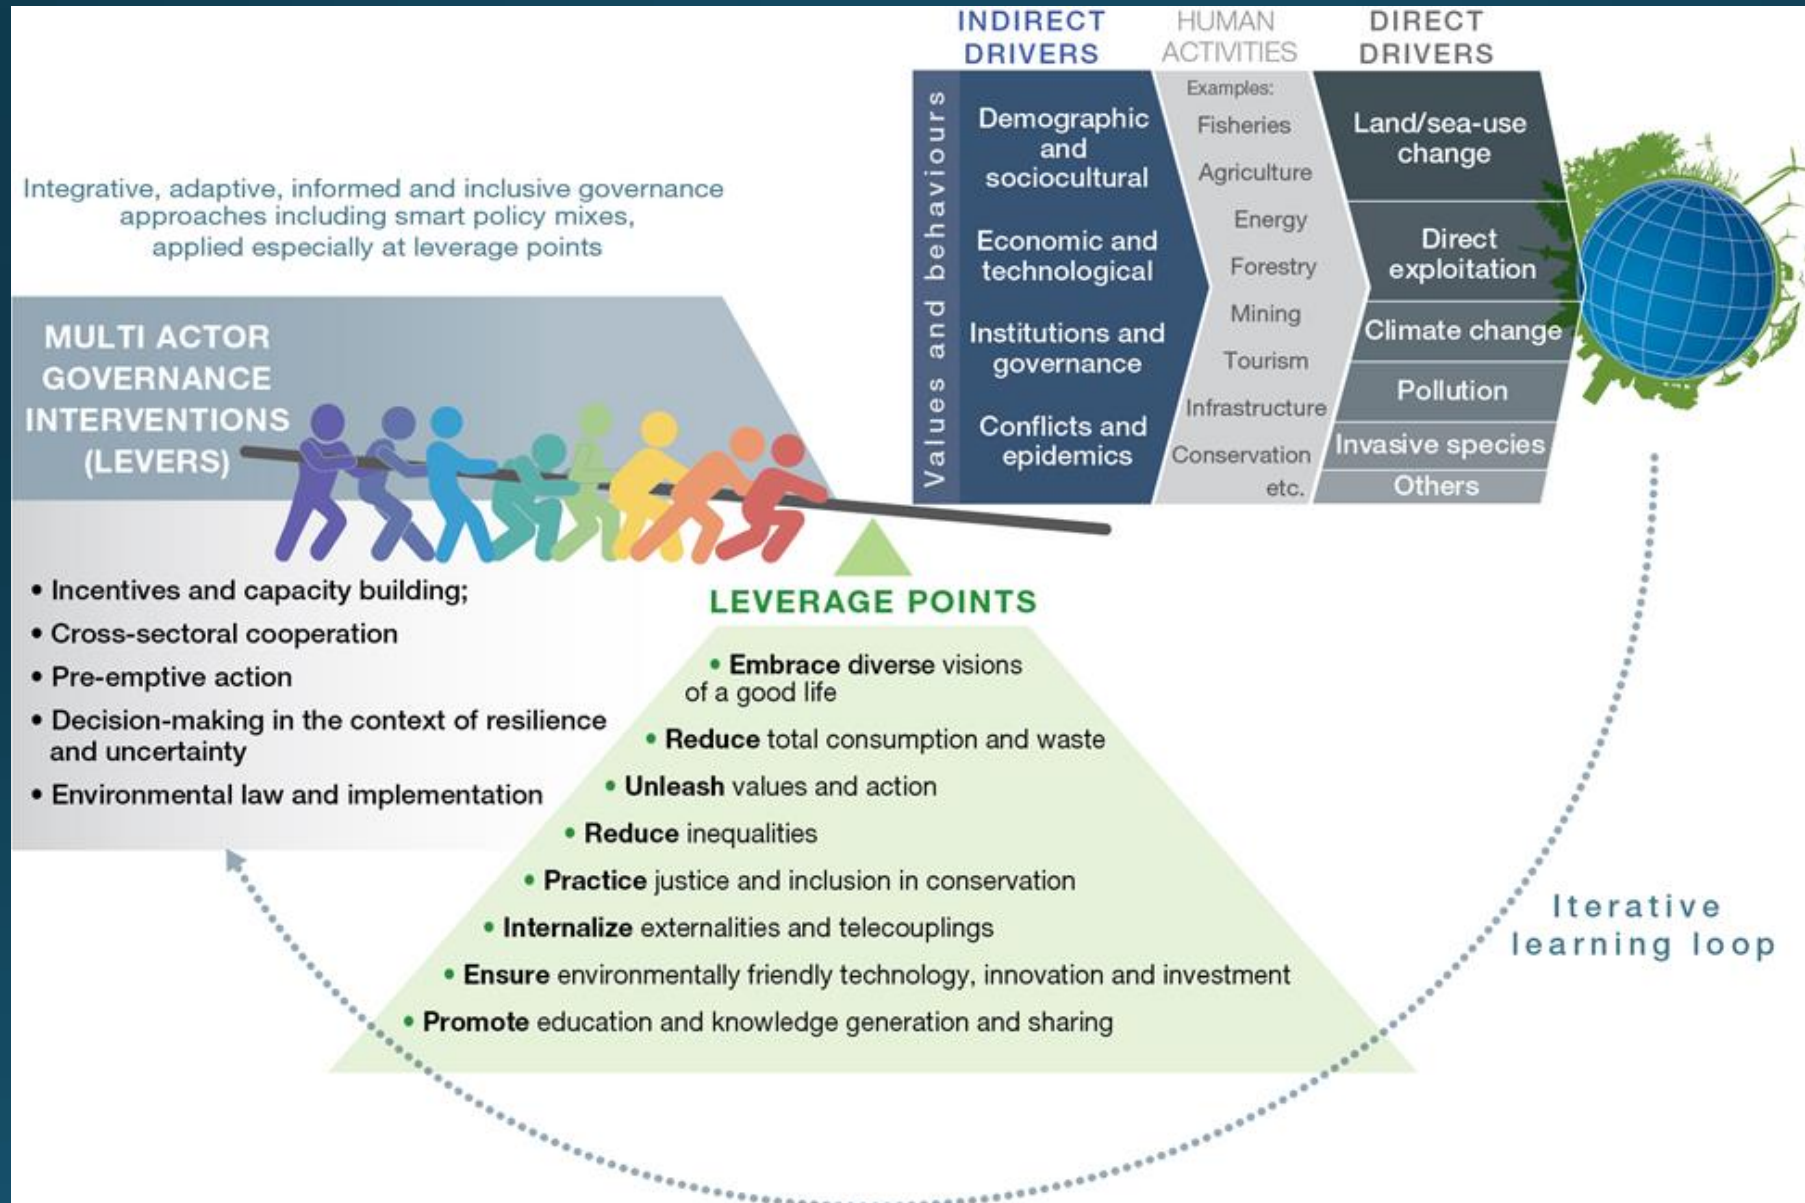 Integrative, adaptive, informed and inclusive governance
approaches including smart policy mixes,
applied especially at leverage points
MULTI ACTOR
GOVERNANCE
INTERVENTIONS
(LEVERS)
• Incentives and capacity building;
• Cross-sectoral cooperation
• Pre-emptive action
• Decision-making in the context of resilience
and uncertainty
• Environmental law and implementation
LEVERAGE POINTS
• Embrace diverse visions
of a good life
• Reduce total consumption and waste
• Unleash values and action
• Reduce inequalities
• Practice justice and inclusion in conservation
• Internalize externalities and telecouplings
• Ensure environmentally friendly technology, innovation and investment
• Promote education and knowledge generation and sharing
INDIRECT
DRIVERS
Values and behaviours
Demographic
and
sociocultural
Economic and
technological
Institutions and
governance
Conflicts and
epidemics
HUMAN
ACTIVITIES
Examples:
Fisheries
Agriculture
Energy
Forestry
Mining
Tourism
Infrastructure
Conservation
etc.
DIRECT
DRIVERS
Land/sea-use
change
Direct
exploitation
Climate change
Pollution
Invasive species
Others
Iterative
learning loop